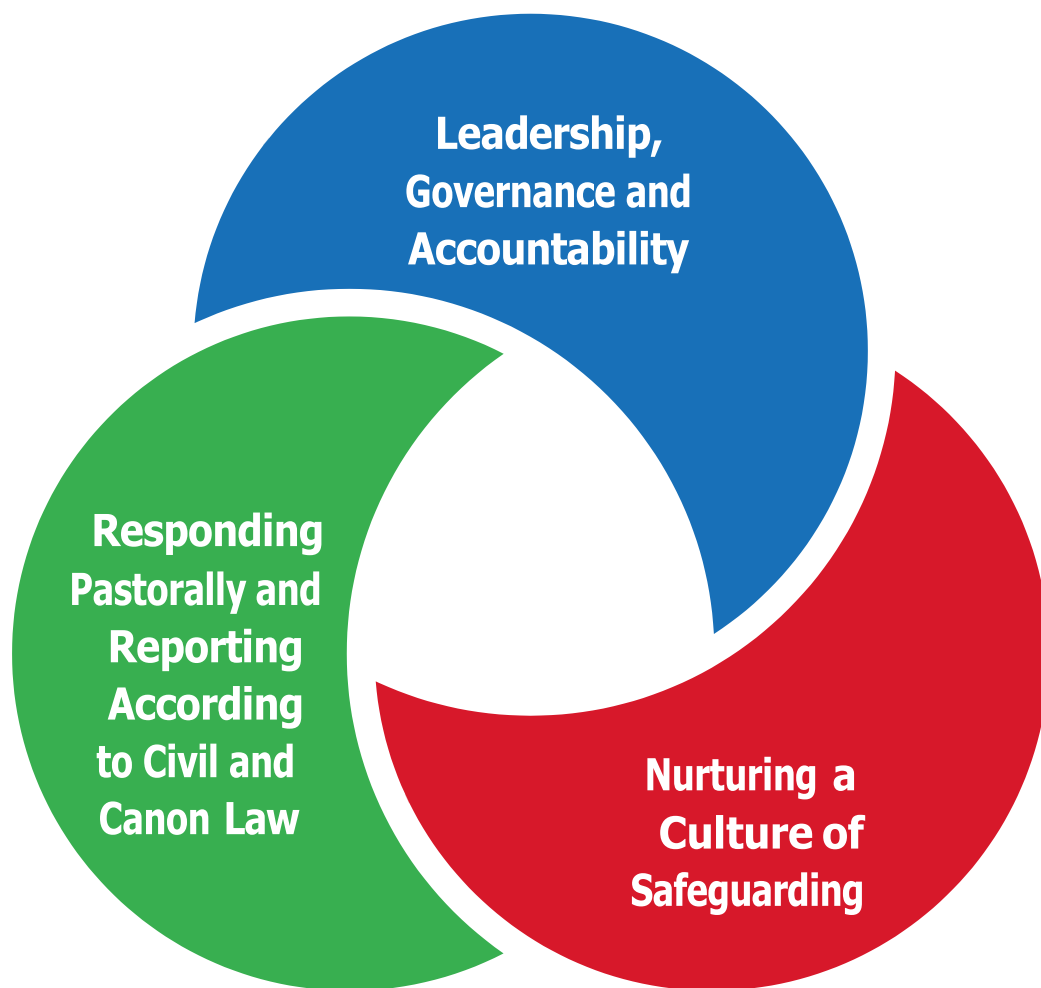 Leadership,
Governance and
Accountability
Responding
Pastorally and
Reporting
According
to Civil and
Canon Law
Nurturing a
Culture of
Safeguarding